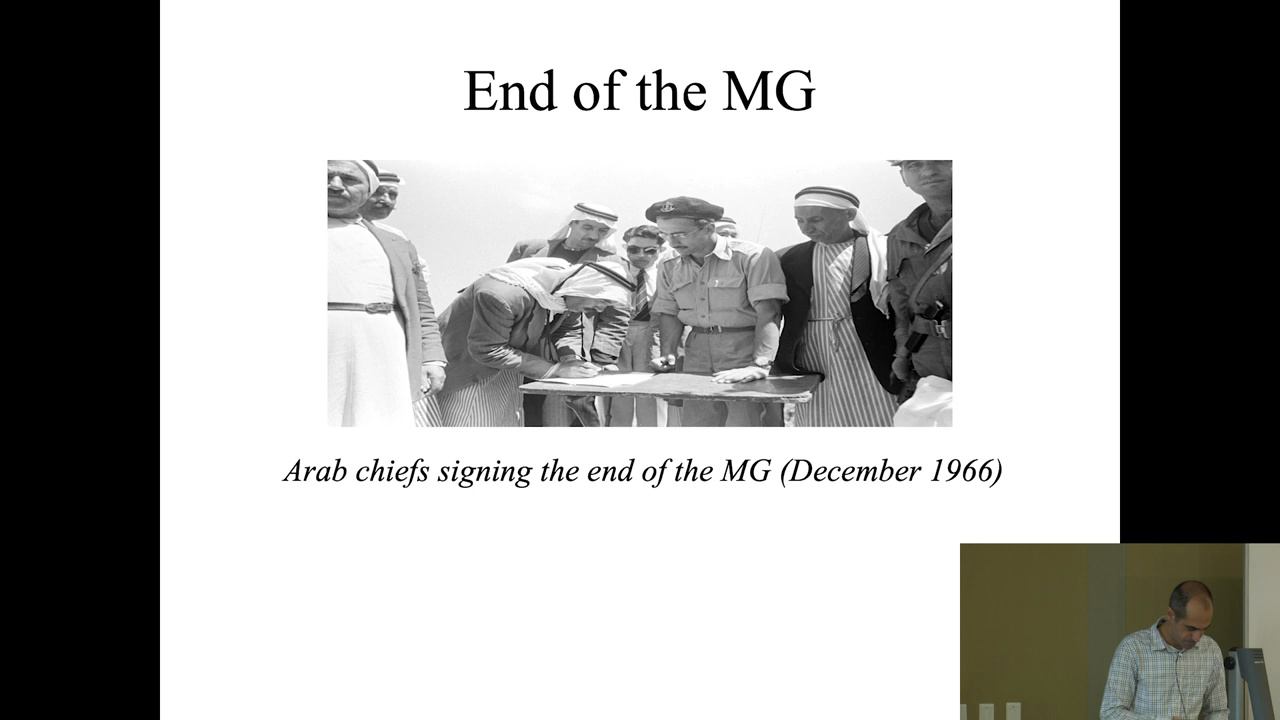 End of the MG
Arab chiefs signing the end of the MG (December 1966)